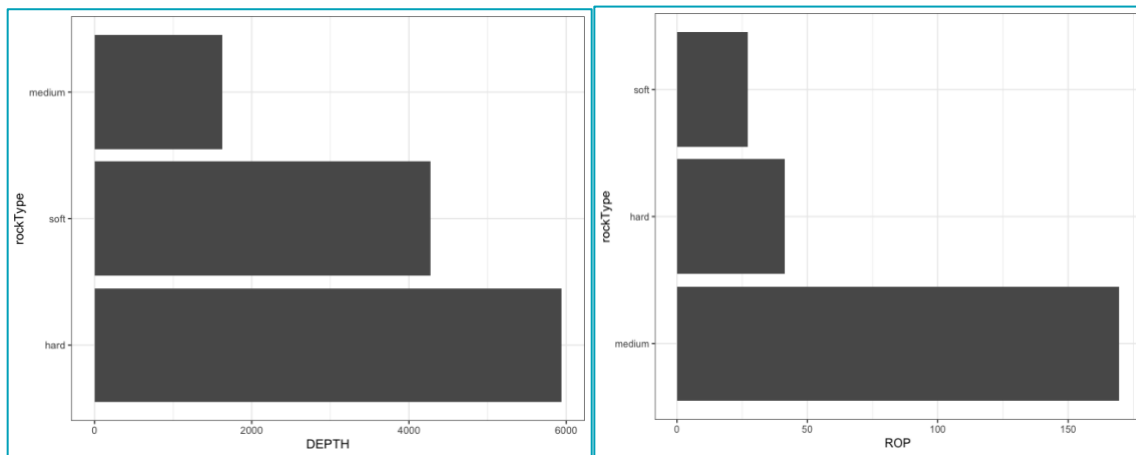 medium
soft
hard
rockType
0 2000 4000 6000
DEPTH
soft
hard
medium
rockType
0 50 100 150
ROP